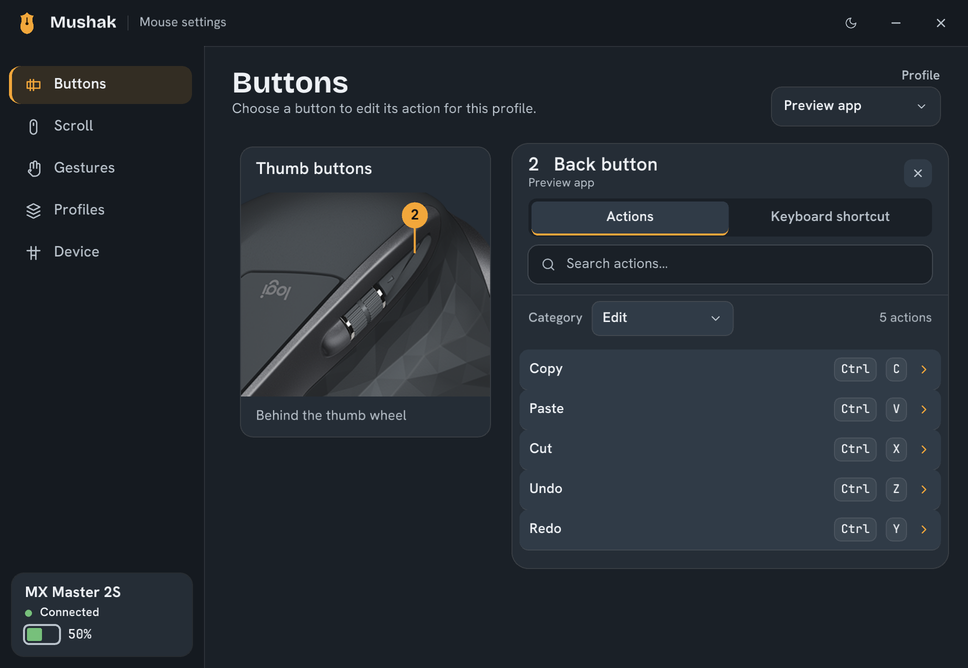 Mushak
Mouse settings
Buttons
Scroll
Gestures
Profiles
Device
MX Master 2S
Connected
50%
Buttons
Choose a button to edit its action for this profile.
Profile
Preview app
Thumb buttons
2
logi
Behind the thumb wheel
2 Back button
Preview app
Actions
Keyboard shortcut
Search actions...
Category
Edit
5 actions
Copy Ctrl C
Paste Ctrl V
Cut Ctrl X
Undo Ctrl Z
Redo Ctrl Y